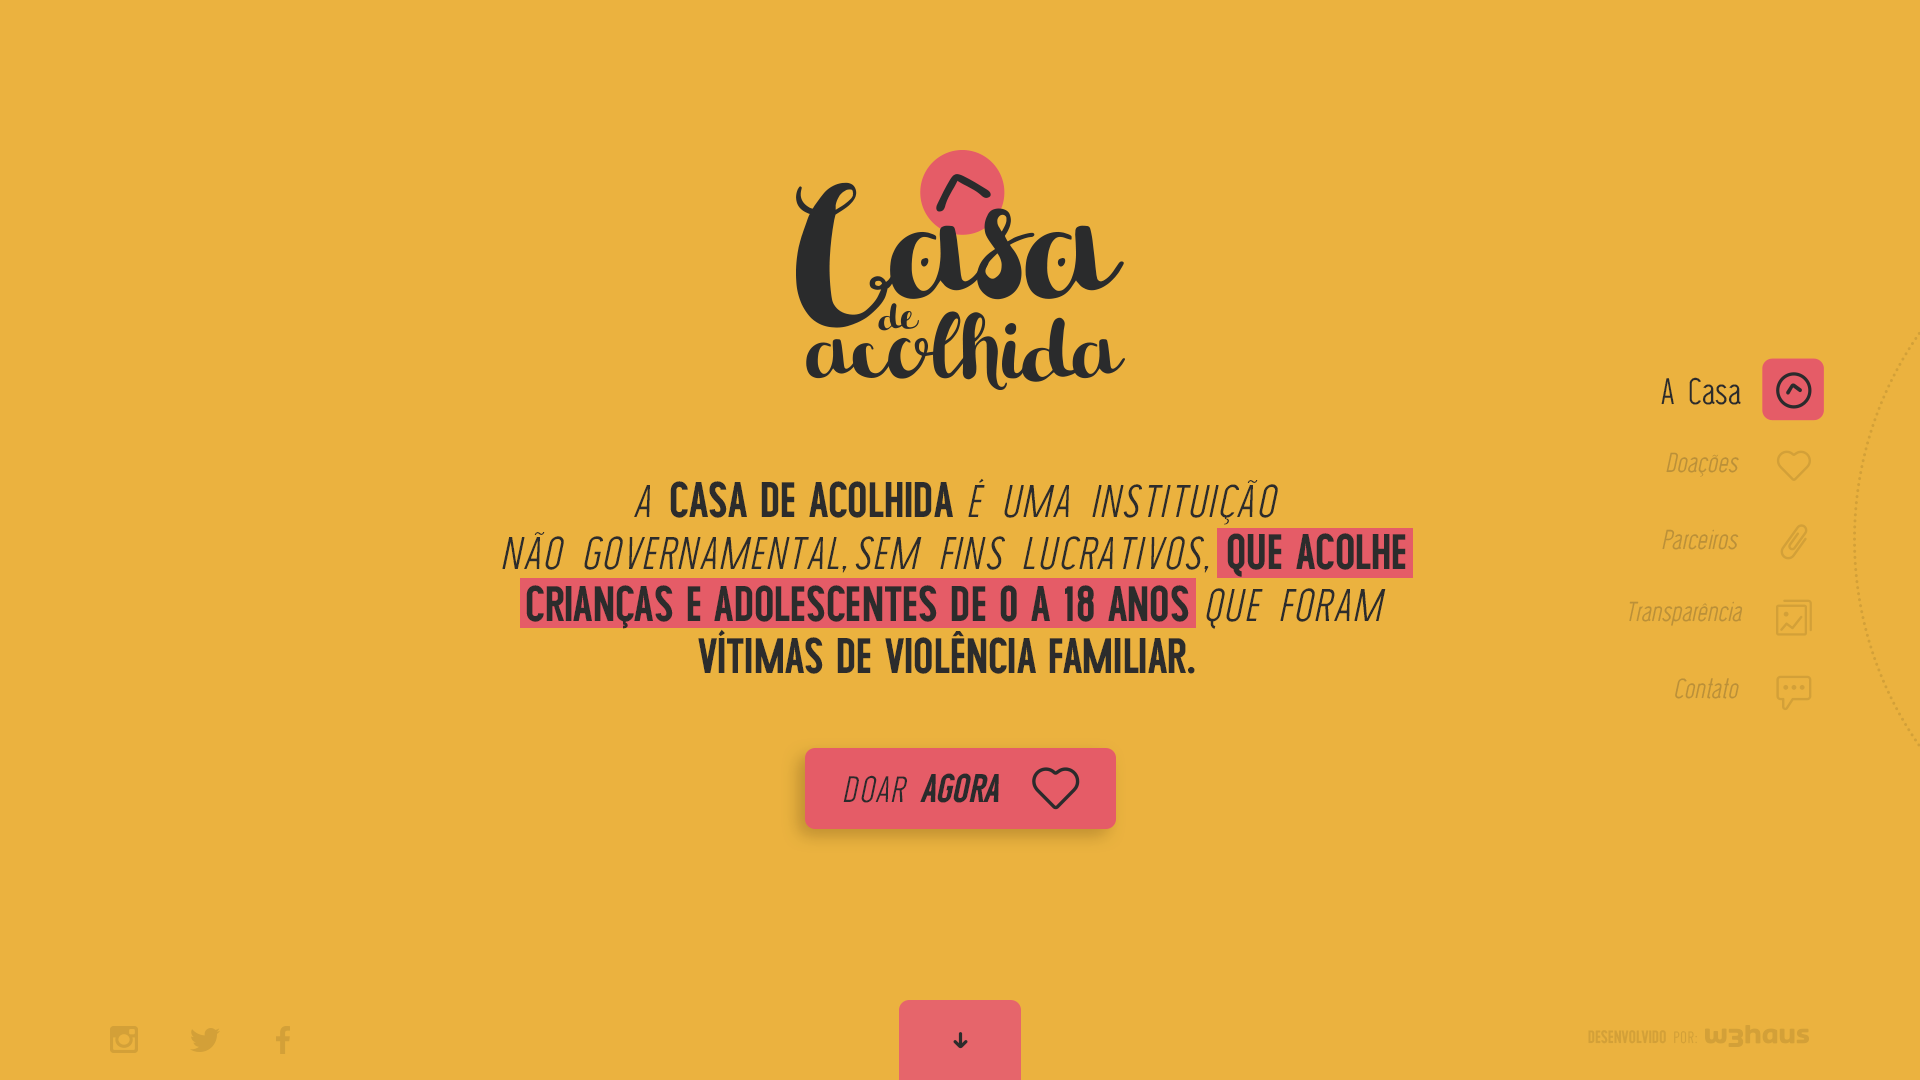 Casa
de
acolhida
A CASA DE ACOLHIDA É UMA INSTITUIÇÃO
NÃO GOVERNAMENTAL, SEM FINS LUCRATIVOS, QUE ACOLHE
CRIANÇAS E ADOLESCENTES DE 0 A 18 ANOS QUE FORAM
VÍTIMAS DE VIOLÊNCIA FAMILIAR.
DOAR AGORA
A Casa
Doações
Parceiros
Transparência
Contato
DESENVOLVIDO POR: w3haus